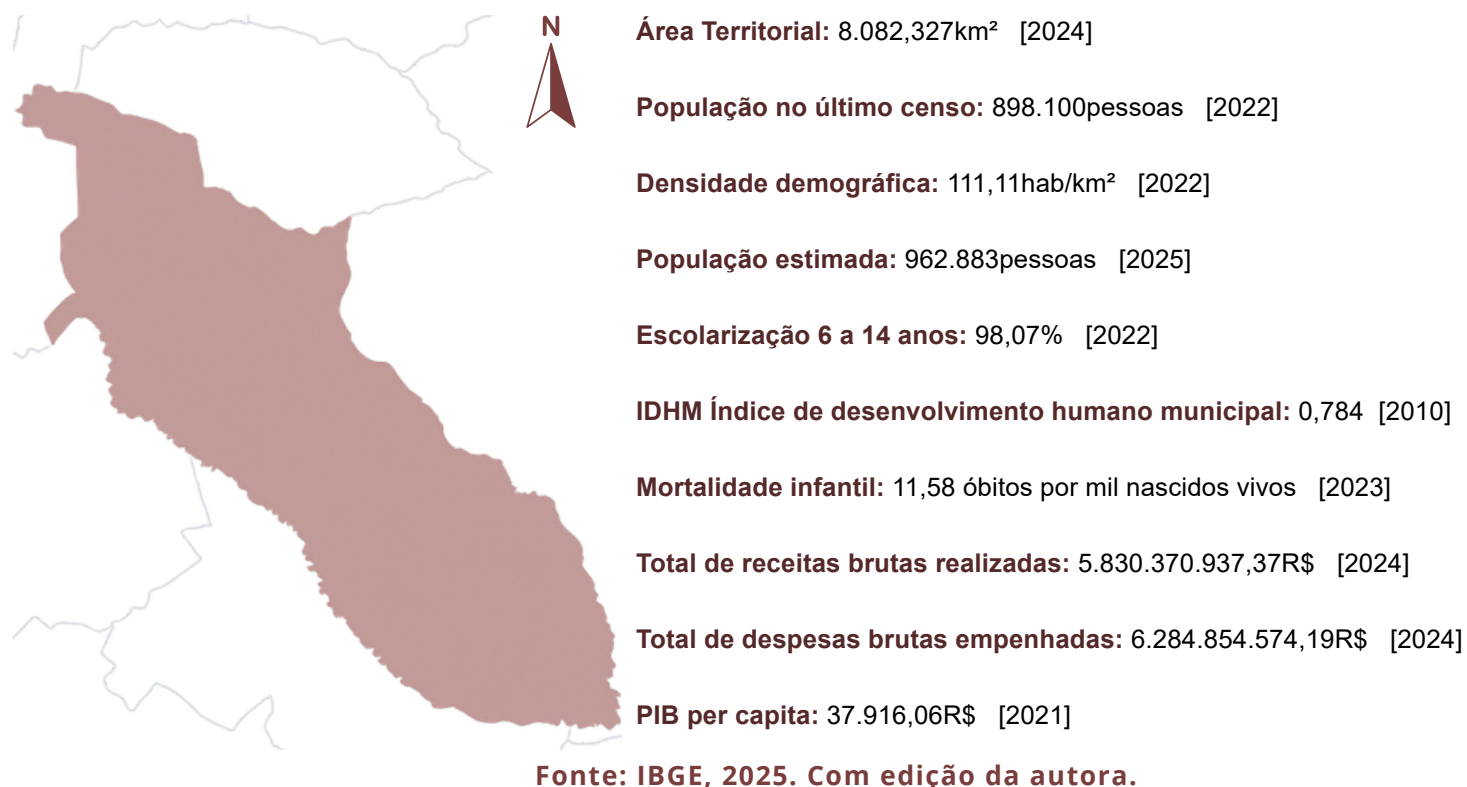 N
Área Territorial: 8.082,327km² [2024]
População no último censo: 898.100pessoas [2022]
Densidade demográfica: 111,11hab/km² [2022]
População estimada: 962.883pessoas [2025]
Escolarização 6 a 14 anos: 98,07% [2022]
IDHM Índice de desenvolvimento humano municipal: 0,784 [2010]
Mortalidade infantil: 11,58 óbitos por mil nascidos vivos [2023]
Total de receitas brutas realizadas: 5.830.370.937,37R$ [2024]
Total de despesas brutas empenhadas: 6.284.854.574,19R$ [2024]
PIB per capita: 37.916,06R$ [2021]
Fonte: IBGE, 2025. Com edição da autora.